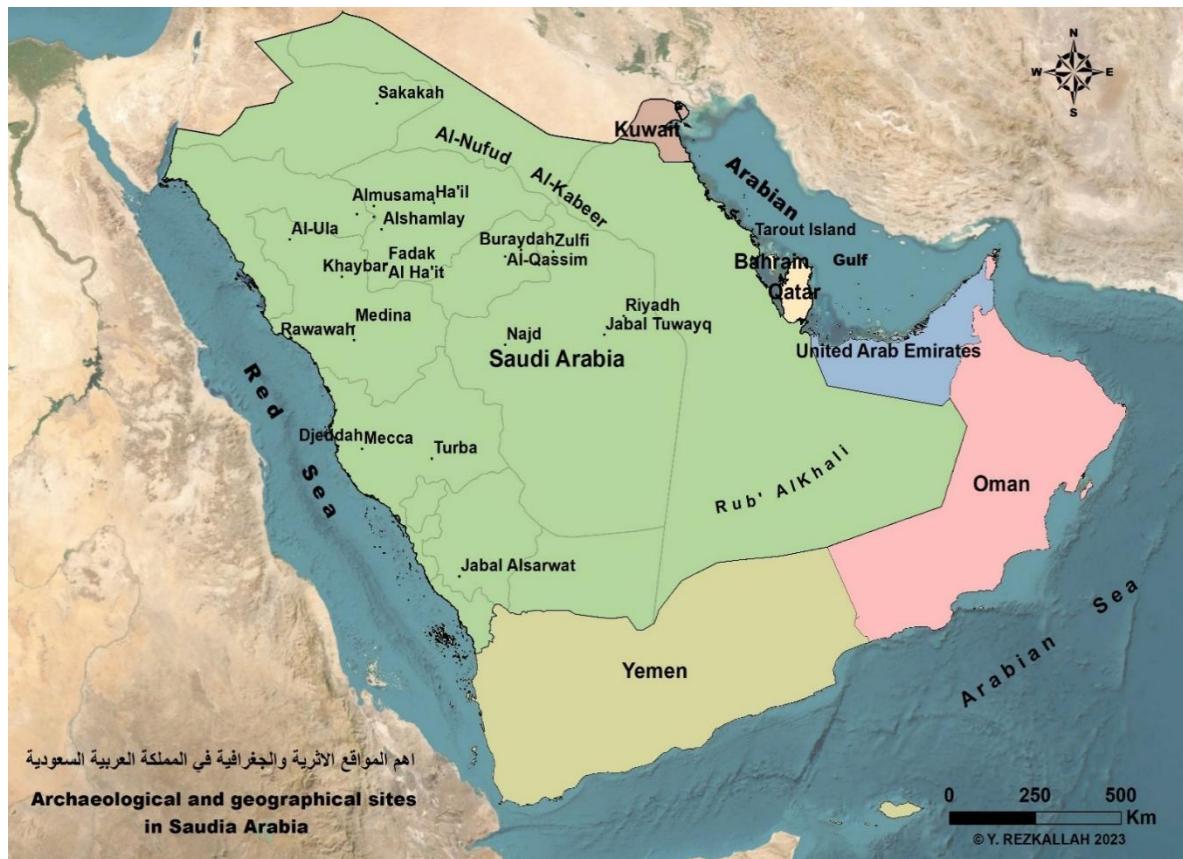 N
W E
S
Sakakah
Kuwait
Al-Nufud
Al-Kabeer
Arabian
Gulf
Almusama
Ha'il
Alshamlay
Al-Ula
Tarout Island
Buraydah
Zulfi
Al-Qassim
Fadak
Khaybar
Al Ha'it
Bahrain
Qatar
Riyadh
Jabal Tuwayq
Medina
Rawawah
Najd
Saudi Arabia
United Arab Emirates
Red Sea
Djeddah
Mecca
Turba
Rub' AlKhali
Oman
Jabal Alsarwat
Yemen
Arabian Sea
اهم المواقع الاثرية والجغرافية في المملكة العربية السعودية
Archaeological and geographical sites
in Saudia Arabia
0 250 500
Km
© Y. REZKALLAH 2023